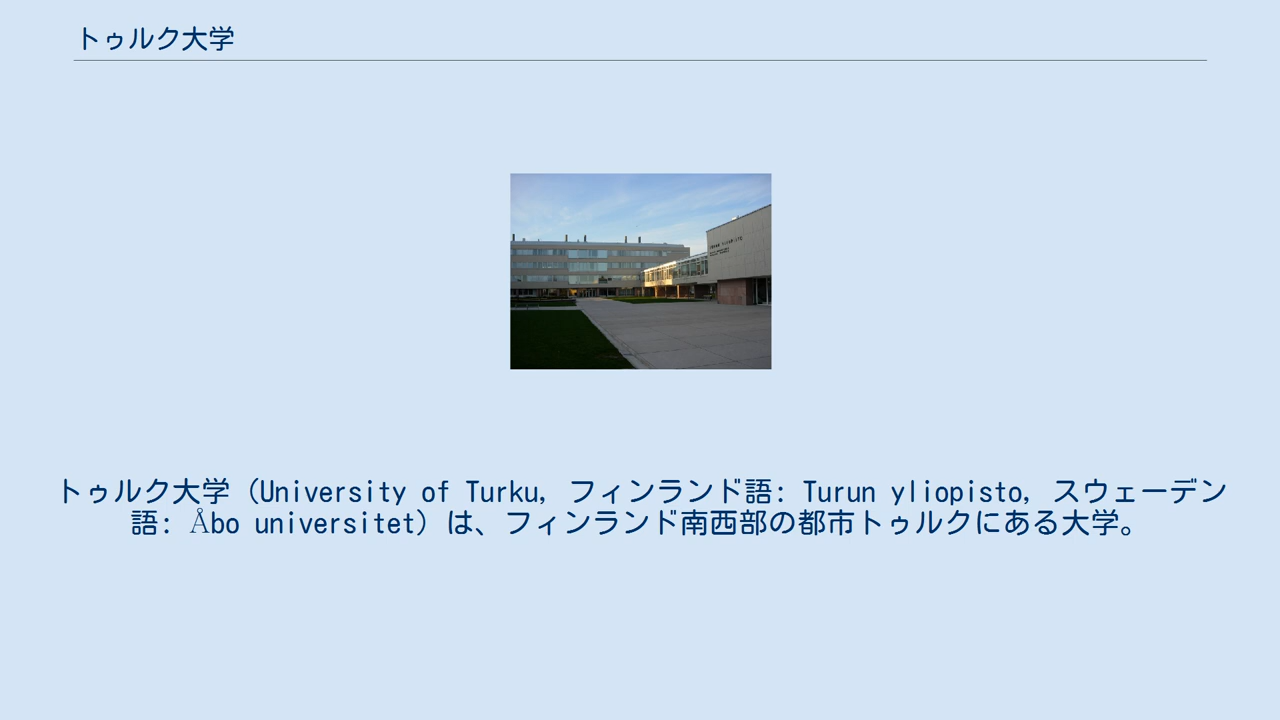 トゥルク大学
トゥルク大学（University of Turku, フィンランド語: Turun yliopisto, スウェーデン
語: Åbo universitet）は、フィンランド南西部の都市トゥルクにある大学。